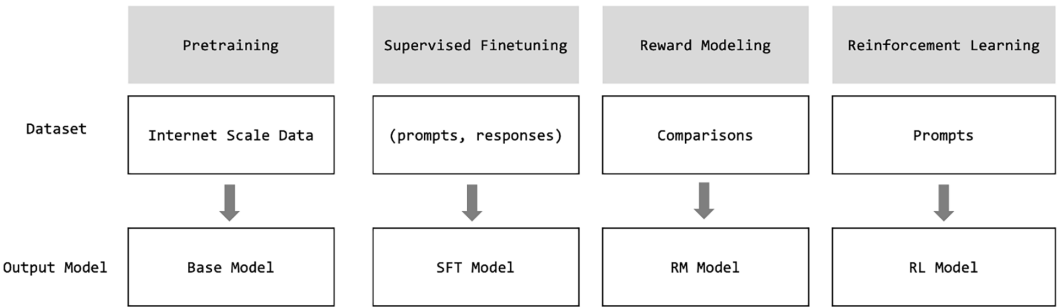 Pretraining
Supervised Finetuning
Reward Modeling
Reinforcement Learning
Dataset
Internet Scale Data
(prompts, responses)
Comparisons
Prompts
Output Model
Base Model
SFT Model
RM Model
RL Model